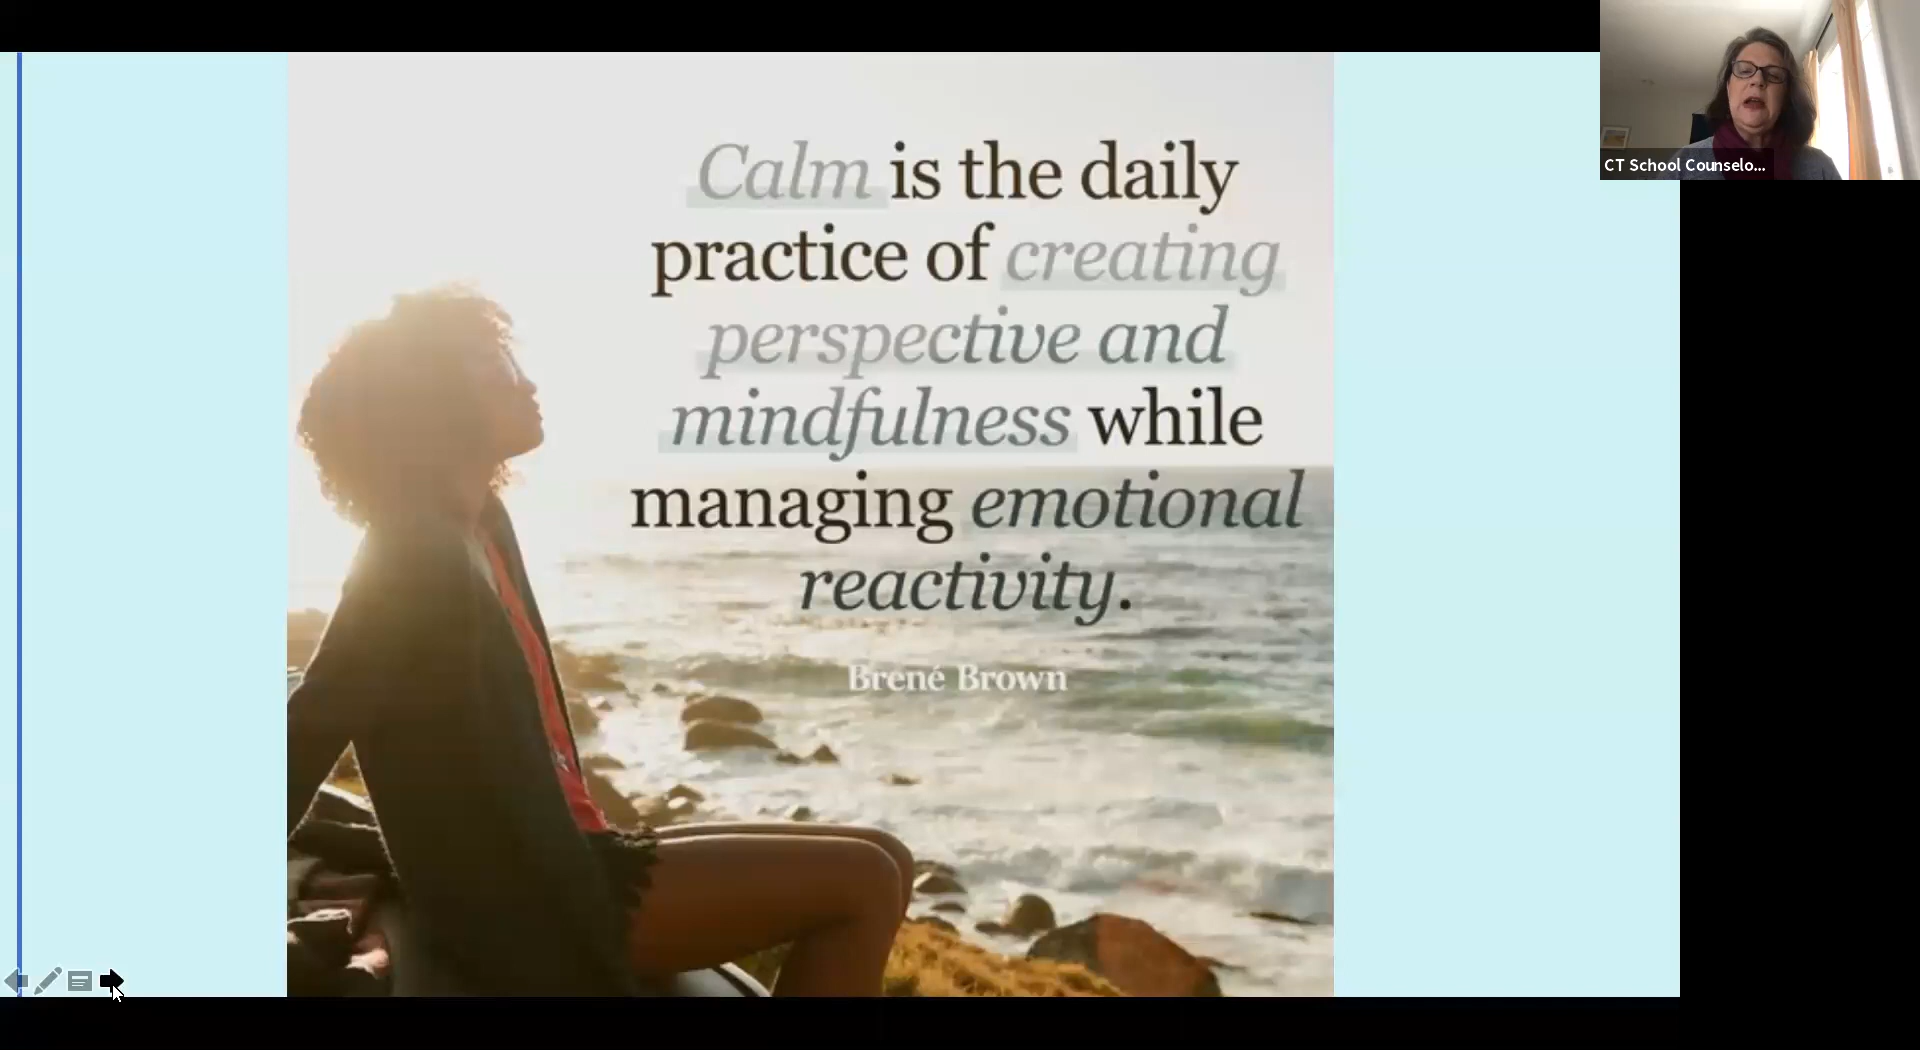 Calm is the daily
practice of creating
perspective and
mindfulness while
managing emotional
reactivity.
Brené Brown
CT School Counselo...